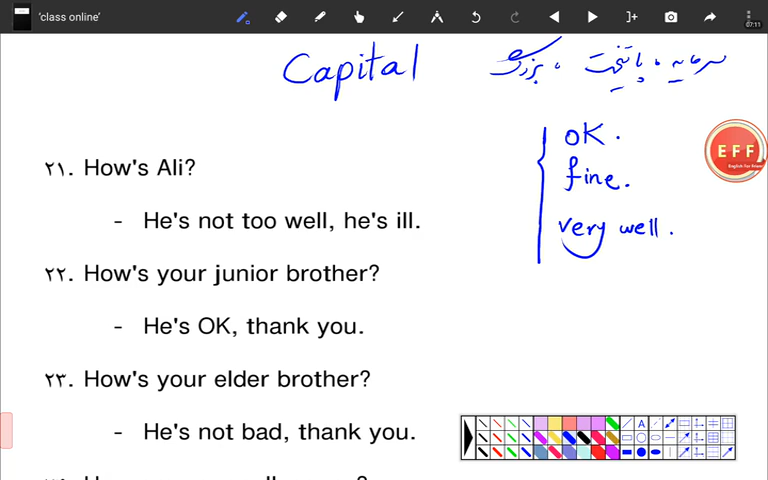 'class online'
07:11
Capital سرمایه ، پایتخت ، بزرگ
OK.
fine.
very well.
EFF
۲۱. How's Ali?
- He's not too well, he's ill.
۲۲. How's your junior brother?
- He's OK, thank you.
۲۳. How's your elder brother?
- He's not bad, thank you.